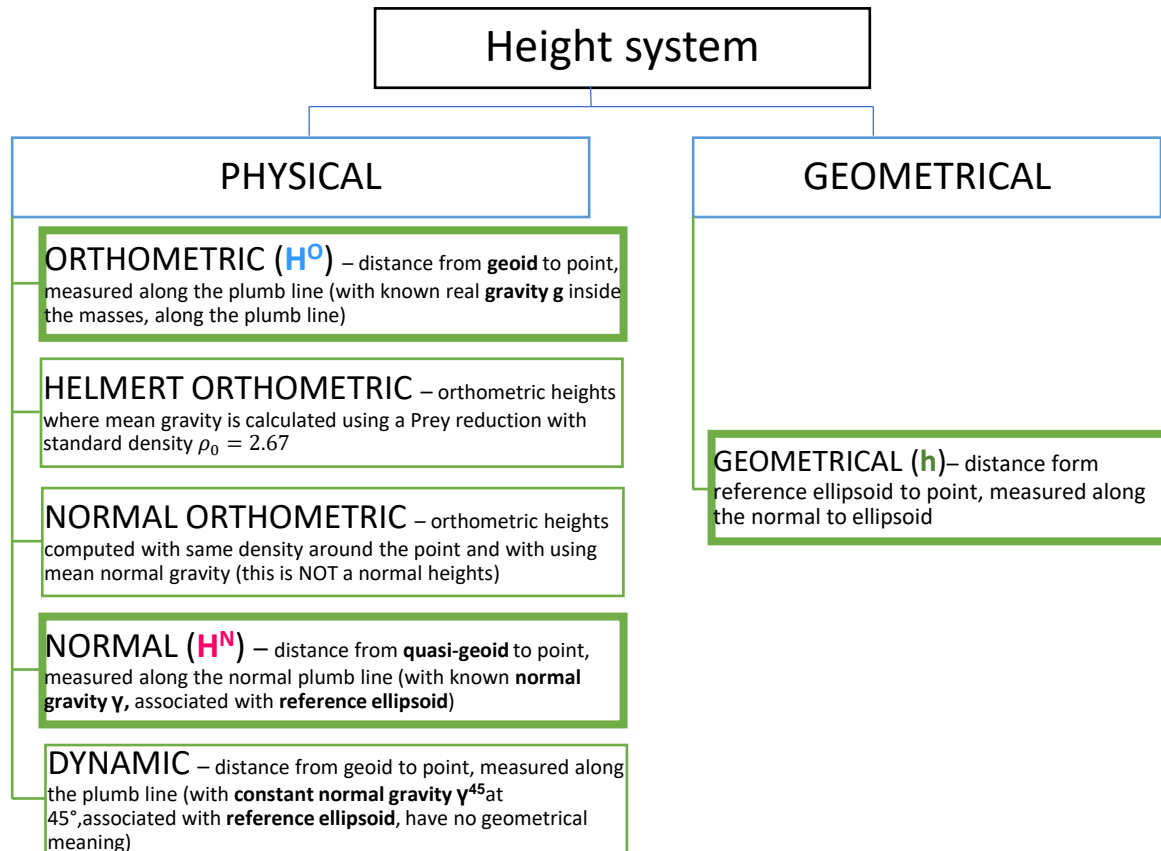 Height system
PHYSICAL
ORTHOMETRIC (Hᴼ) – distance from geoid to point,
measured along the plumb line (with known real gravity g inside
the masses, along the plumb line)
HELMERT ORTHOMETRIC – orthometric heights
where mean gravity is calculated using a Prey reduction with
standard density ρ₀ = 2.67
NORMAL ORTHOMETRIC – orthometric heights
computed with same density around the point and with using
mean normal gravity (this is NOT a normal heights)
NORMAL (Hᴺ) – distance from quasi-geoid to point,
measured along the normal plumb line (with known normal
gravity γ, associated with reference ellipsoid)
DYNAMIC – distance from geoid to point, measured along
the plumb line (with constant normal gravity γ⁴⁵at
45°,associated with reference ellipsoid, have no geometrical
meaning)
GEOMETRICAL
GEOMETRICAL (h)– distance form
reference ellipsoid to point, measured along
the normal to ellipsoid